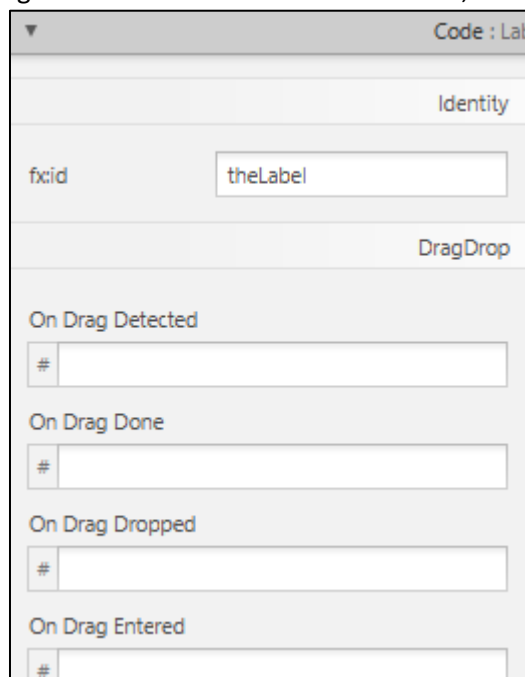 Code : Lab
Identity
fx:id theLabel
DragDrop
On Drag Detected
#
On Drag Done
#
On Drag Dropped
#
On Drag Entered
#